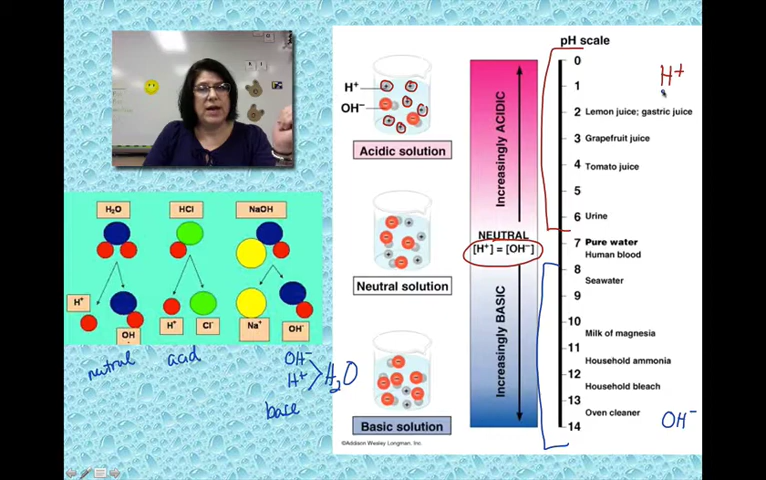 H₂O HCl NaOH
H⁺ OH H⁺ Cl⁻ Na⁺ OH⁻
nutral acid OH⁻
H⁺ > H₂O
base
H⁺
OH⁻
Acidic solution
Neutral solution
Basic solution
©Addison Wesley Longman, Inc.
Increasingly ACIDIC
NEUTRAL
[H⁺] = [OH⁻]
Increasingly BASIC
pH scale
0
1
2 Lemon juice; gastric juice
3 Grapefruit juice
4 Tomato juice
5
6 Urine
7 Pure water
Human blood
8 Seawater
9
10 Milk of magnesia
11 Household ammonia
12 Household bleach
13 Oven cleaner
14
H+
OH⁻